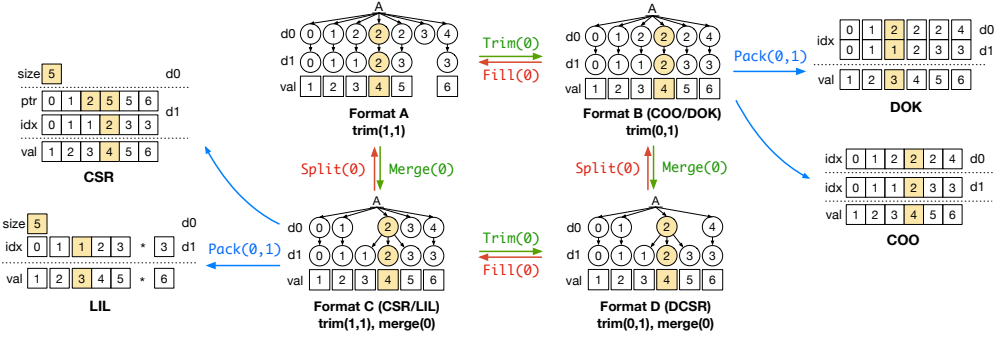 A
d0 0 1 2 2 2 3 4
d1 0 1 1 2 3 3
val 1 2 3 4 5 6
Format A
trim(1,1)
Trim(0)
Fill(0)
A
d0 0 1 2 2 2 4
d1 0 1 1 2 3 3
val 1 2 3 4 5 6
Format B (COO/DOK)
trim(0,1)
Pack(0,1)
idx
0 1 2 2 2 4 d0
0 1 1 2 3 3 d1
val 1 2 3 4 5 6
DOK
size 5 d0
ptr 0 1 2 5 5 6
d1
idx 0 1 1 2 3 3
val 1 2 3 4 5 6
CSR
Split(0)
Merge(0)
Split(0)
Merge(0)
idx 0 1 2 2 2 4 d0
idx 0 1 1 2 3 3 d1
val 1 2 3 4 5 6
COO
size 5 d0
idx 0 1 1 2 3 * 3 d1
val 1 2 3 4 5 * 6
LIL
Pack(0,1)
A
d0 0 1 2 4
d1 0 1 1 2 3 3
val 1 2 3 4 5 6
Format C (CSR/LIL)
trim(1,1), merge(0)
Trim(0)
Fill(0)
A
d0 0 1 2 4
d1 0 1 1 2 3 3
val 1 2 3 4 5 6
Format D (DCSR)
trim(0,1), merge(0)